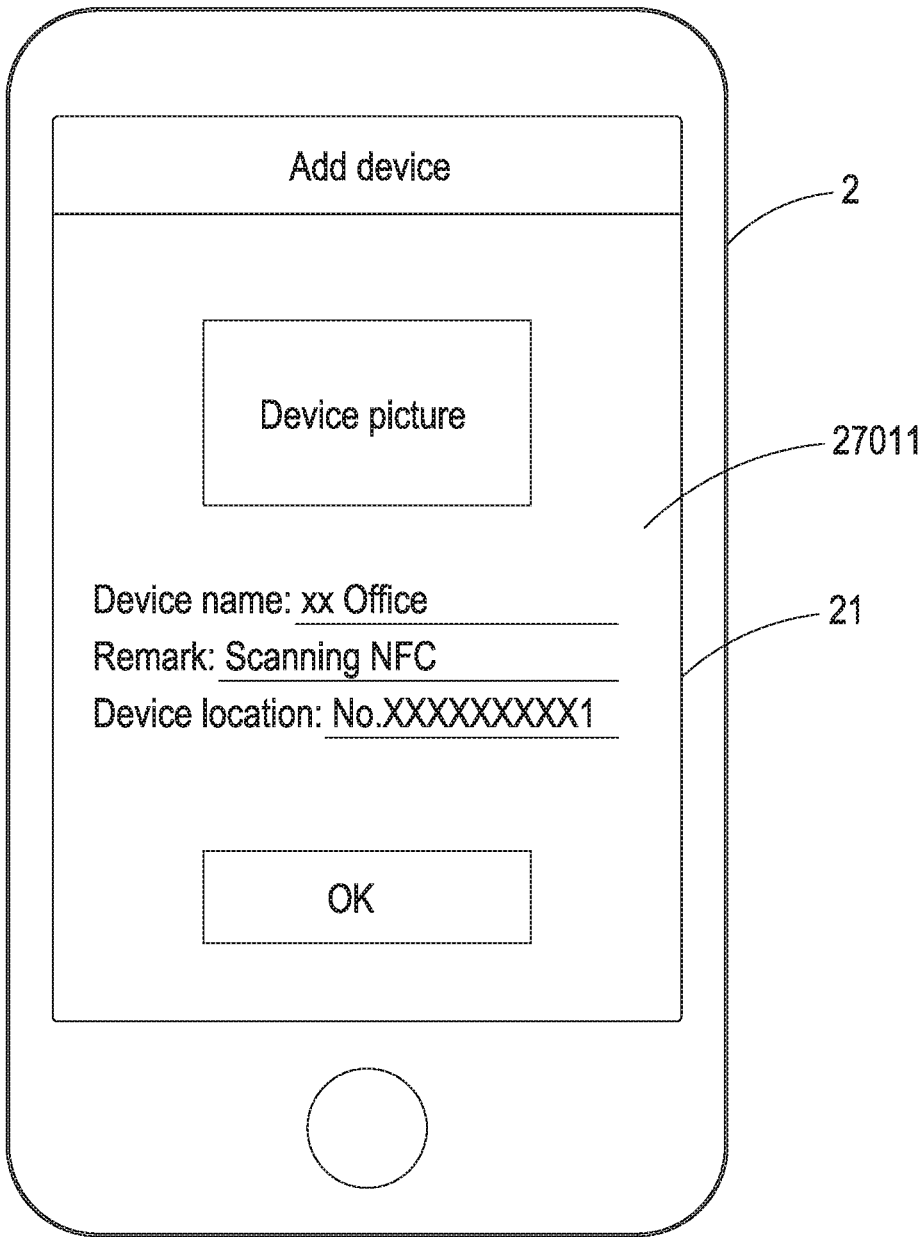 Add device
2
Device picture
27011
Device name: xx Office
21
Remark: Scanning NFC
Device location: No.XXXXXXXXX1
OK